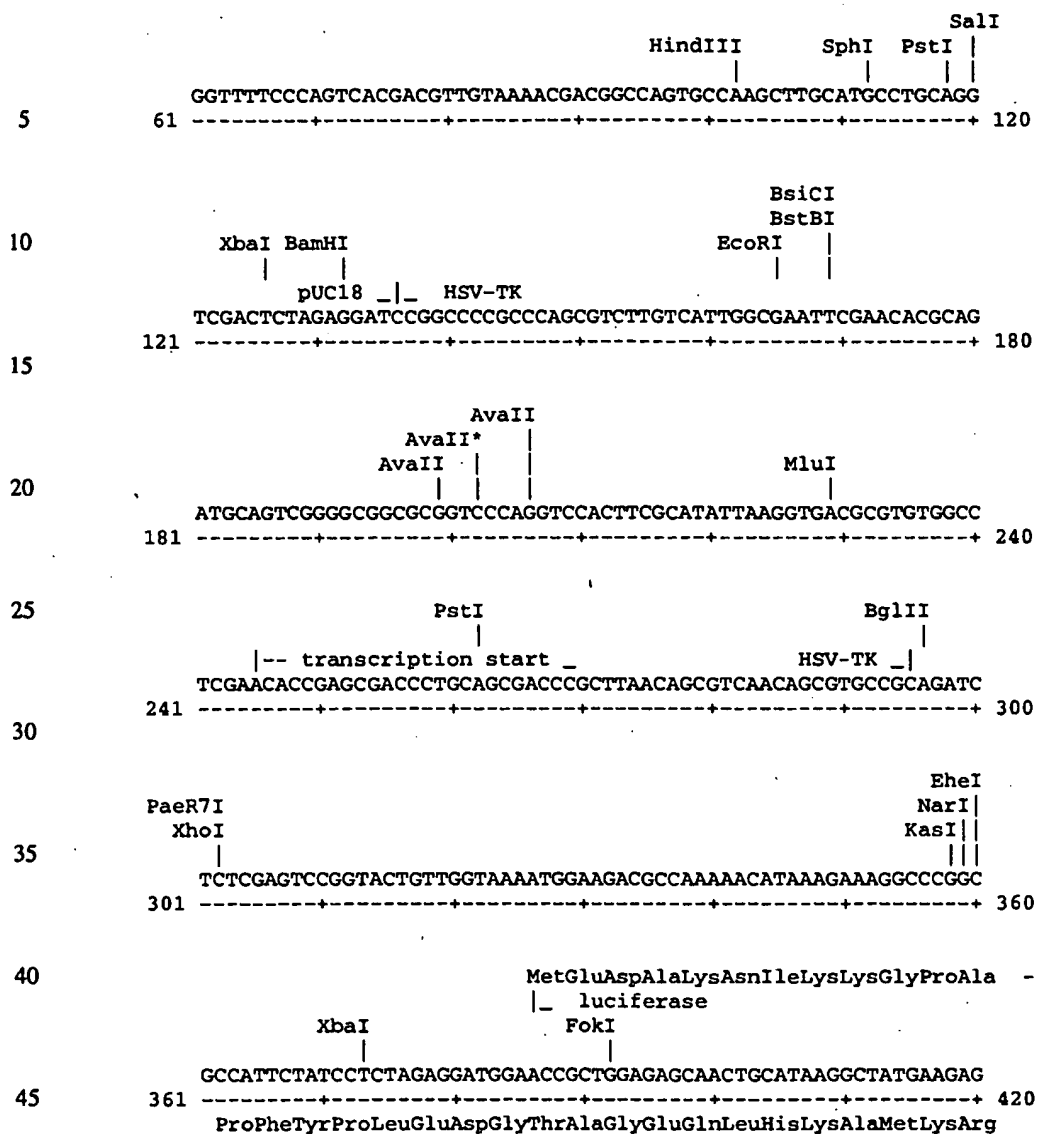 SalI
HindIII SphI PstI |
| | | |
GGTTTTCCCAGTCACGACGTTGTAAAACGACGGCCAGTGCCAAGCTTGCATGCCTGCAGG
5 61 ---------+---------+---------+---------+---------+---------+ 120
BsiCI
BstBI|
10 XbaI BamHI EcoRI |
| | | |
pUC18 _|_ HSV-TK
TCGACTCTAGAGGATCCGGCCCCGCCCAGCGTCTTGTCATTGGCGAATTCGAACACGCAG
121 ---------+---------+---------+---------+---------+---------+ 180
15
AvaII
AvaII* |
AvaII | | MluI
20 | | | |
ATGCAGTCGGGGCGGCGCGGTCCCAGGTCCACTTCGCATATTAAGGTGACGCGTGTGGCC
181 ---------+---------+---------+---------+---------+---------+ 240
25 PstI BglII
| |
|-- transcription start _ HSV-TK _|
TCGAACACCGAGCGACCCTGCAGCGACCCGCTTAACAGCGTCAACAGCGTGCCGCAGATC
241 ---------+---------+---------+---------+---------+---------+ 300
30
EheI
PaeR7I NarI|
XhoI KasI||
35 | |||
TCTCGAGTCCGGTACTGTTGGTAAAATGGAAGACGCCAAAAACATAAAGAAAGGCCCGGC
301 ---------+---------+---------+---------+---------+---------+ 360
40 MetGluAspAlaLysAsnIleLysLysGlyProAla -
|_ luciferase
XbaI FokI
| |
GCCATTCTATCCTCTAGAGGATGGAACCGCTGGAGAGCAACTGCATAAGGCTATGAAGAG
45 361 ---------+---------+---------+---------+---------+---------+ 420
ProPheTyrProLeuGluAspGlyThrAlaGlyGluGlnLeuHisLysAlaMetLysArg